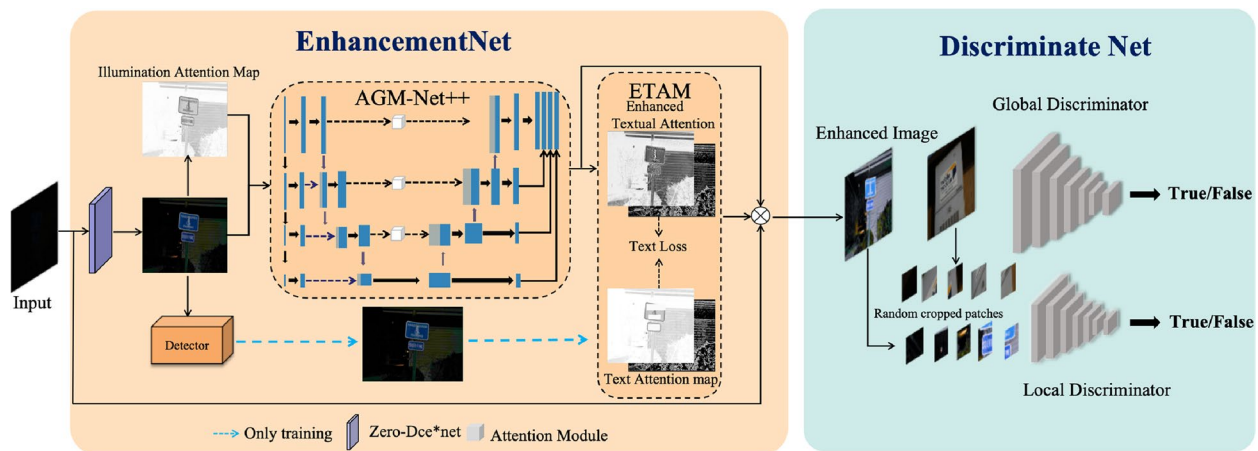 EnhancementNet
Illumination Attention Map
AGM-Net++
ETAM
Enhanced
Textual Attention
Text Loss
Text Attention map
Input
Detector
Only training
Zero-Dce*net
Attention Module
Discriminate Net
Global Discriminator
Enhanced Image
True/False
Random cropped patches
True/False
Local Discriminator